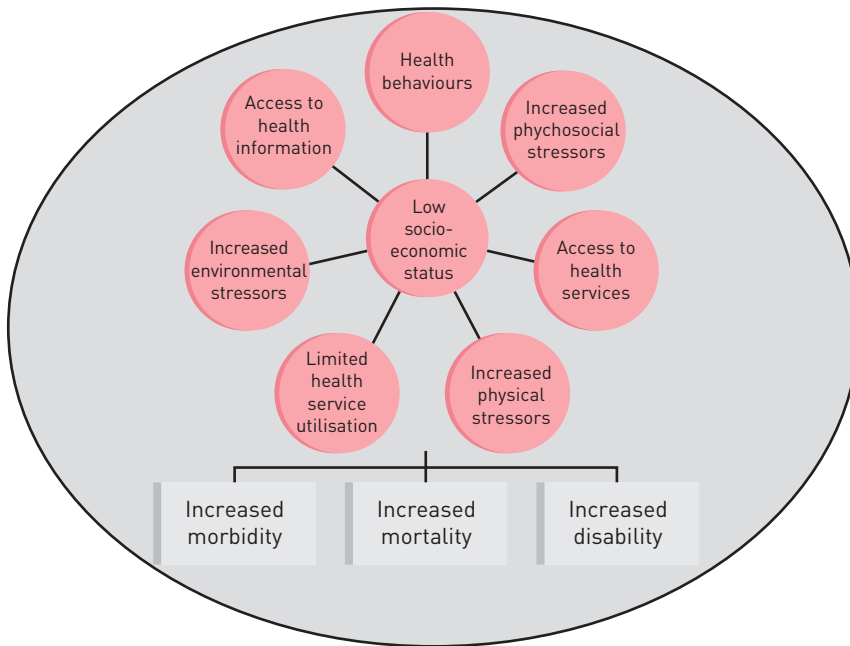 Health
behaviours
Access to
health
information
Increased
phychosocial
stressors
Low
socio-
economic
status
Increased
environmental
stressors
Access to
health
services
Limited
health
service
utilisation
Increased
physical
stressors
Increased
morbidity
Increased
mortality
Increased
disability